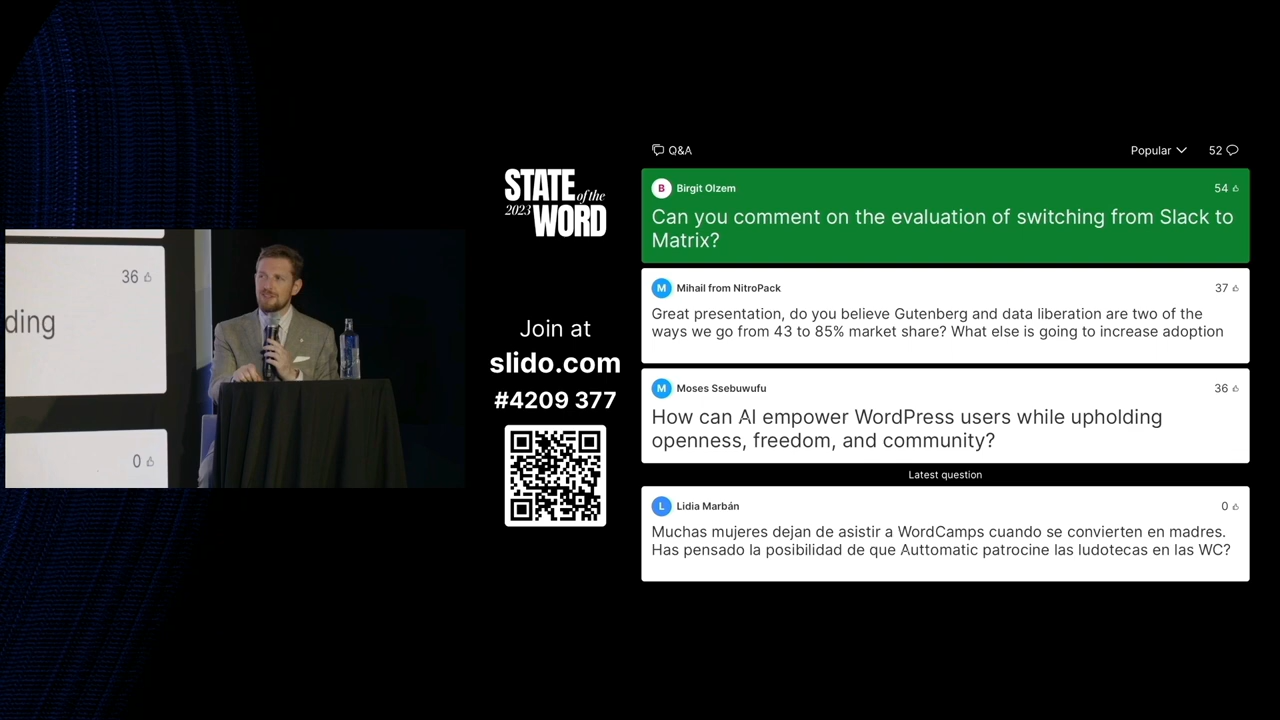 36
ding
0
STATE of the
2023 WORD
Join at
slido.com
#4209 377
Q&A
Popular
52
B Birgit Olzem 54
Can you comment on the evaluation of switching from Slack to
Matrix?
M Mihail from NitroPack 37
Great presentation, do you believe Gutenberg and data liberation are two of the
ways we go from 43 to 85% market share? What else is going to increase adoption
M Moses Ssebuwufu 36
How can AI empower WordPress users while upholding
openness, freedom, and community?
Latest question
L Lidia Marbán 0
Muchas mujeres dejan de asistir a WordCamps cuando se convierten en madres.
Has pensado la posibilidad de que Auttomatic patrocine las ludotecas en las WC?